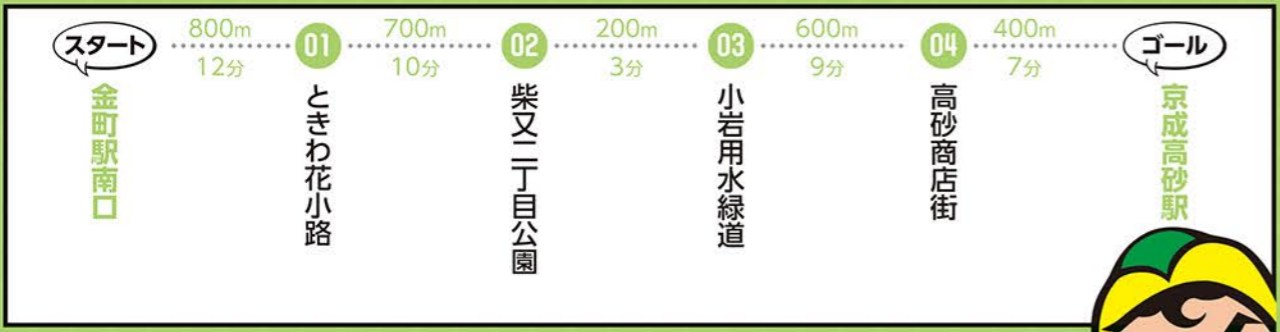 スタート
800m
12分
01
700m
10分
02
200m
3分
03
600m
9分
04
400m
7分
ゴール
金町駅南口
ときわ花小路
柴又二丁目公園
小岩用水緑道
高砂商店街
京成高砂駅